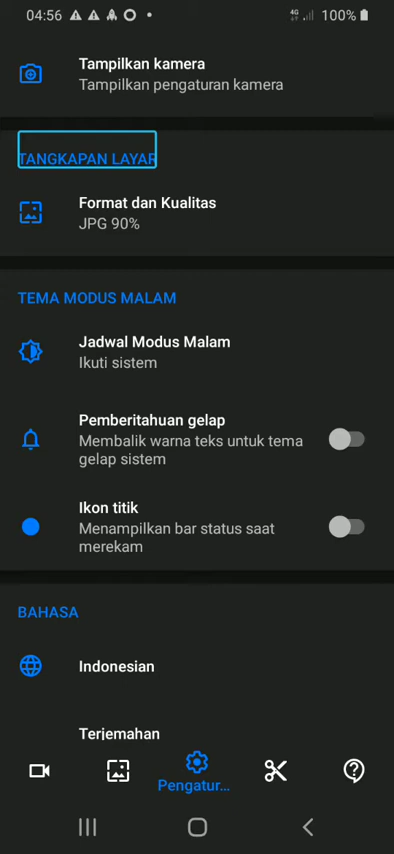 04:56
4G
100%
Tampilkan kamera
Tampilkan pengaturan kamera
TANGKAPAN LAYAR
Format dan Kualitas
JPG 90%
TEMA MODUS MALAM
Jadwal Modus Malam
Ikuti sistem
Pemberitahuan gelap
Membalik warna teks untuk tema
gelap sistem
Ikon titik
Menampilkan bar status saat
merekam
BAHASA
Indonesian
Terjemahan
Pengatur...